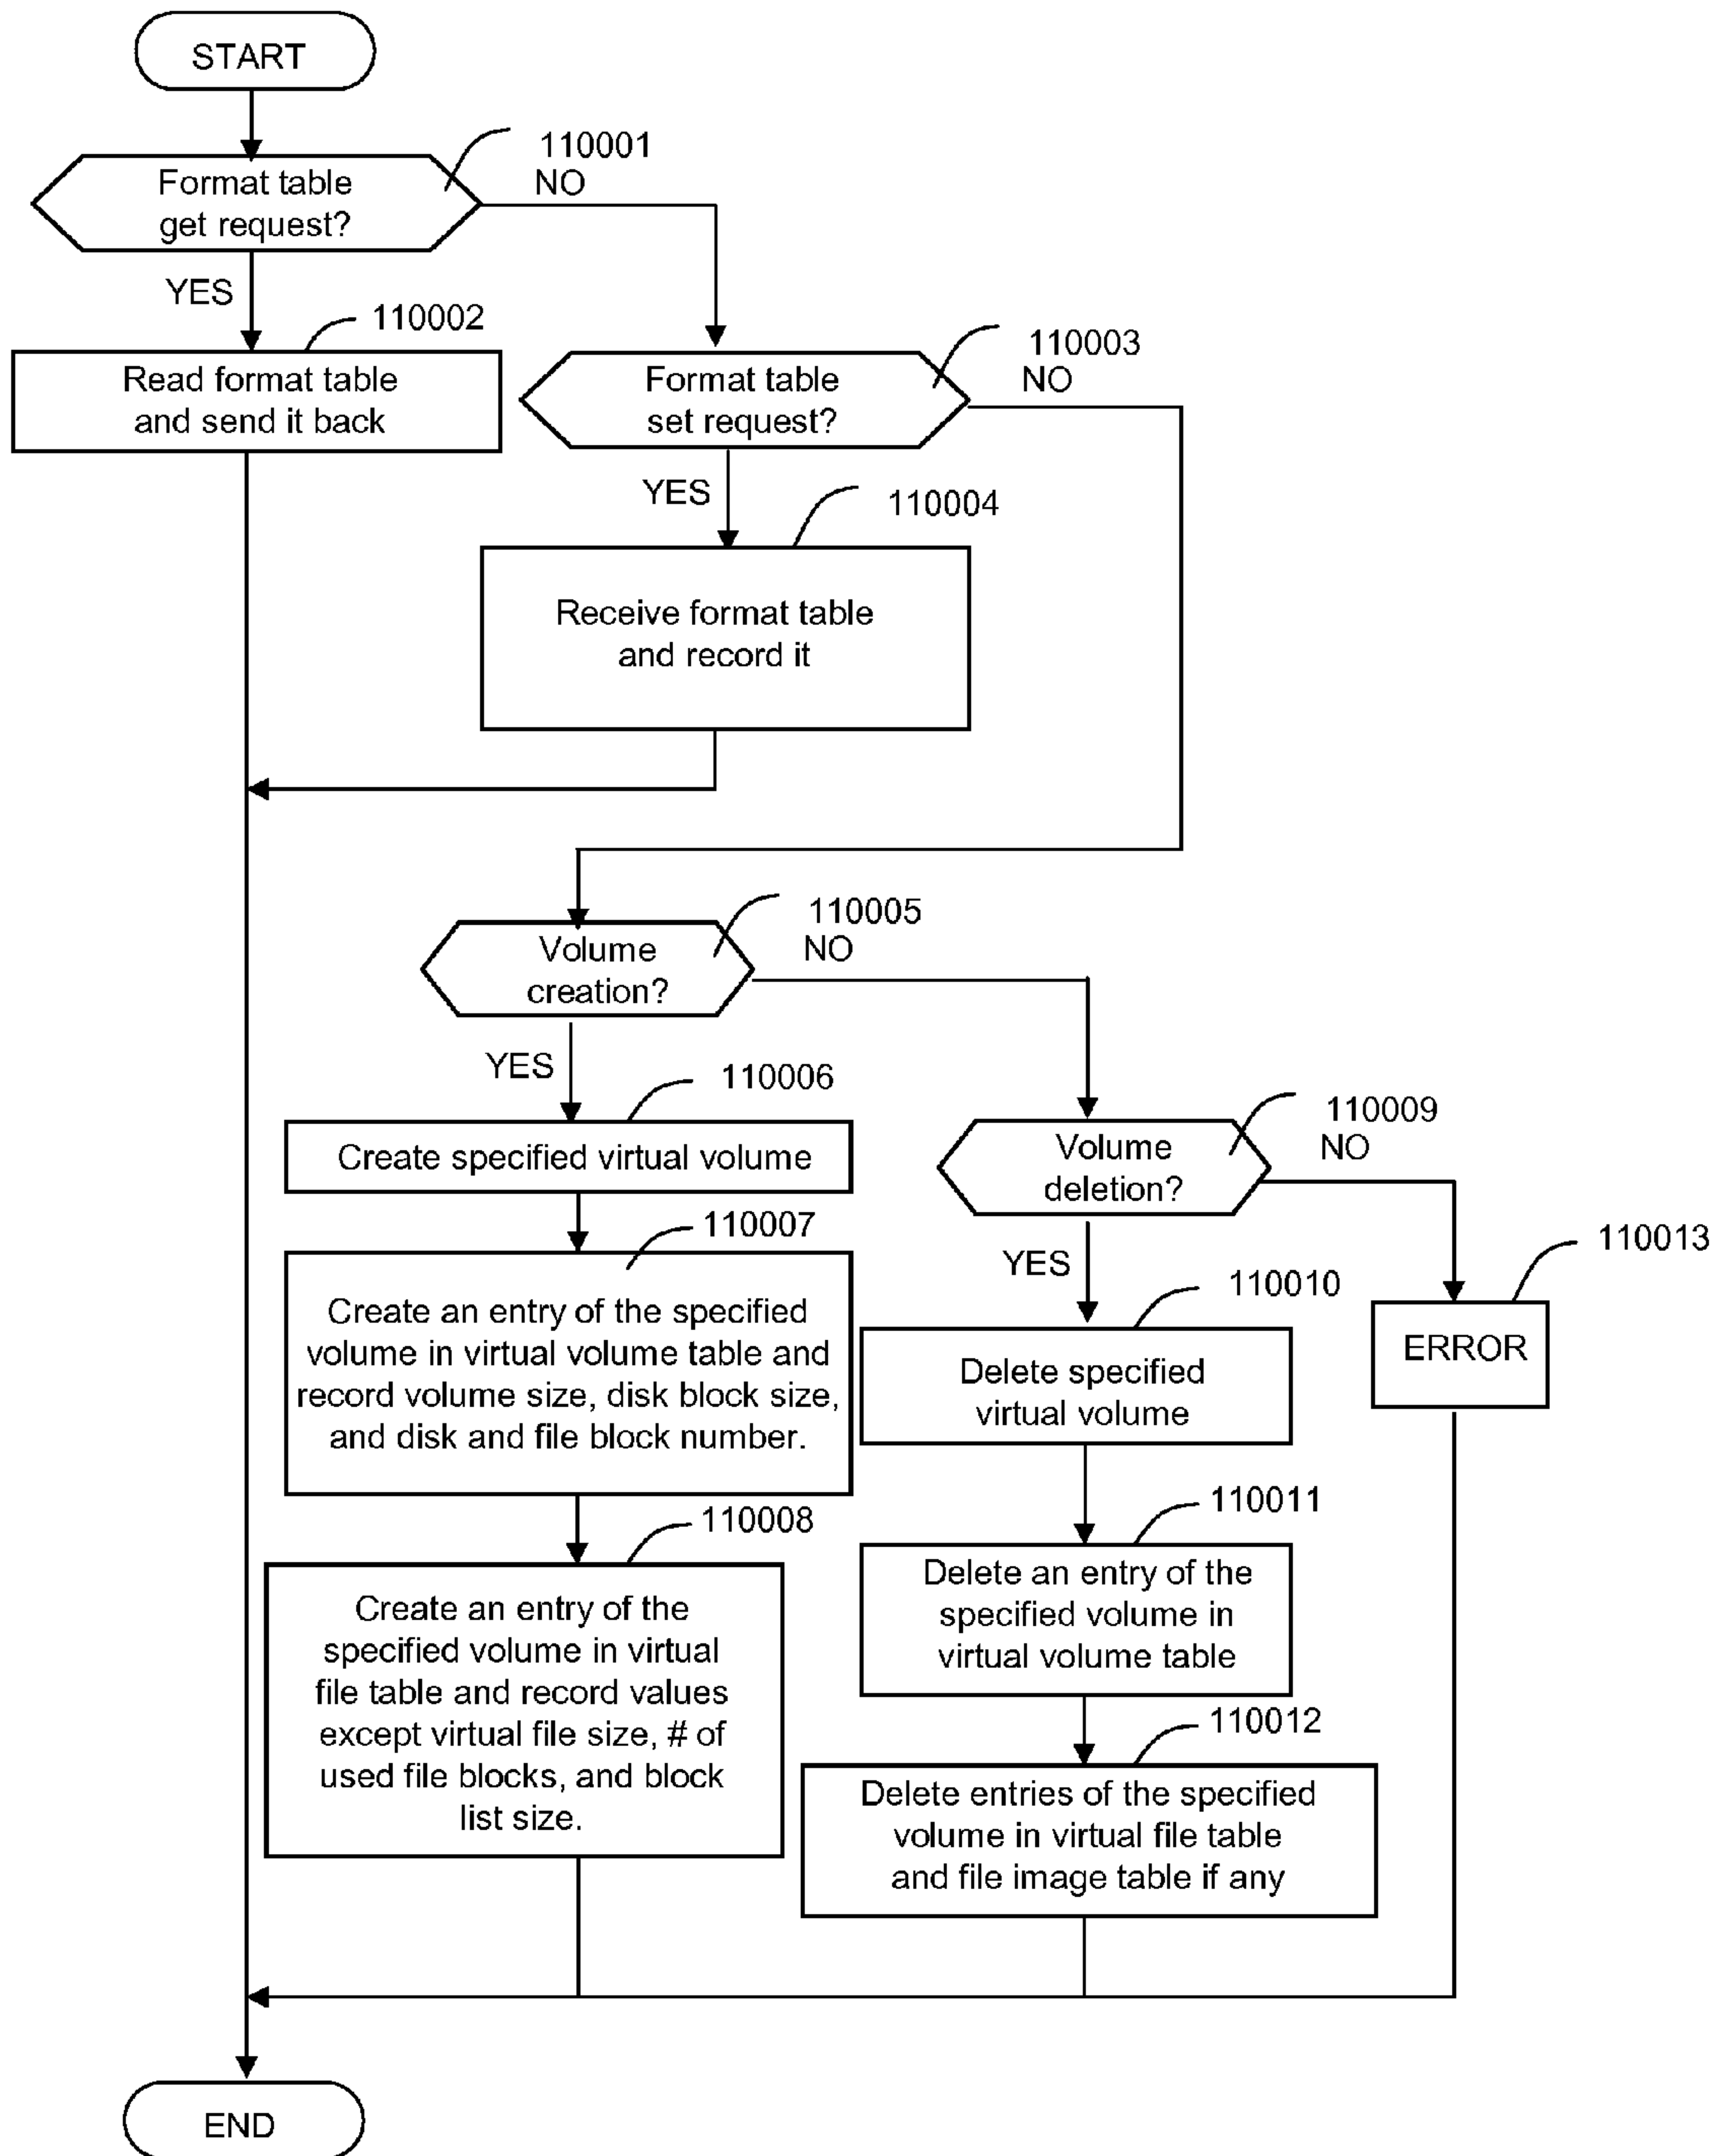 START
110001
NO
Format table
get request?
YES
110002
Read format table
and send it back
110003
NO
Format table
set request?
YES
110004
Receive format table
and record it
110005
NO
Volume
creation?
YES
110006
Create specified virtual volume
110007
Create an entry of the specified
volume in virtual volume table and
record volume size, disk block size,
and disk and file block number.
110008
Create an entry of the
specified volume in virtual
file table and record values
except virtual file size, # of
used file blocks, and block
list size.
110009
NO
Volume
deletion?
YES
110010
Delete specified
virtual volume
110011
Delete an entry of the
specified volume in
virtual volume table
110012
Delete entries of the specified
volume in virtual file table
and file image table if any
110013
ERROR
END